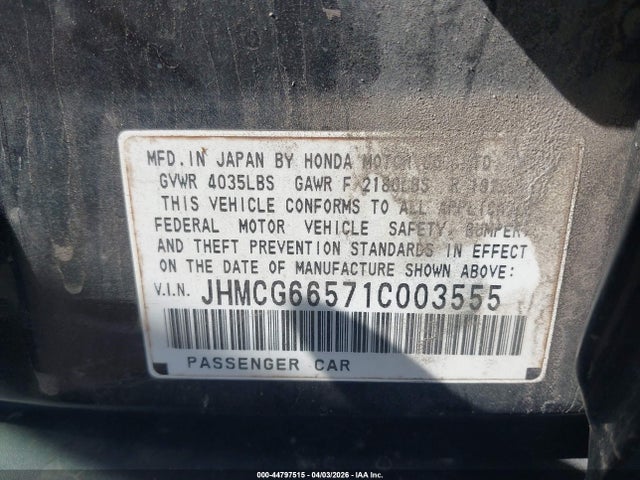 MFD. IN JAPAN BY HONDA MOTOR
GVWR 4035LBS GAWR F 2180LBS R
THIS VEHICLE CONFORMS TO ALL
FEDERAL MOTOR VEHICLE SAFETY, BUMPER,
AND THEFT PREVENTION STANDARDS IN EFFECT
ON THE DATE OF MANUFACTURE SHOWN ABOVE:
V.I.N. JHMCG66571C003555
PASSENGER CAR
000-44797515 - 04/03/2026 - IAA Inc.